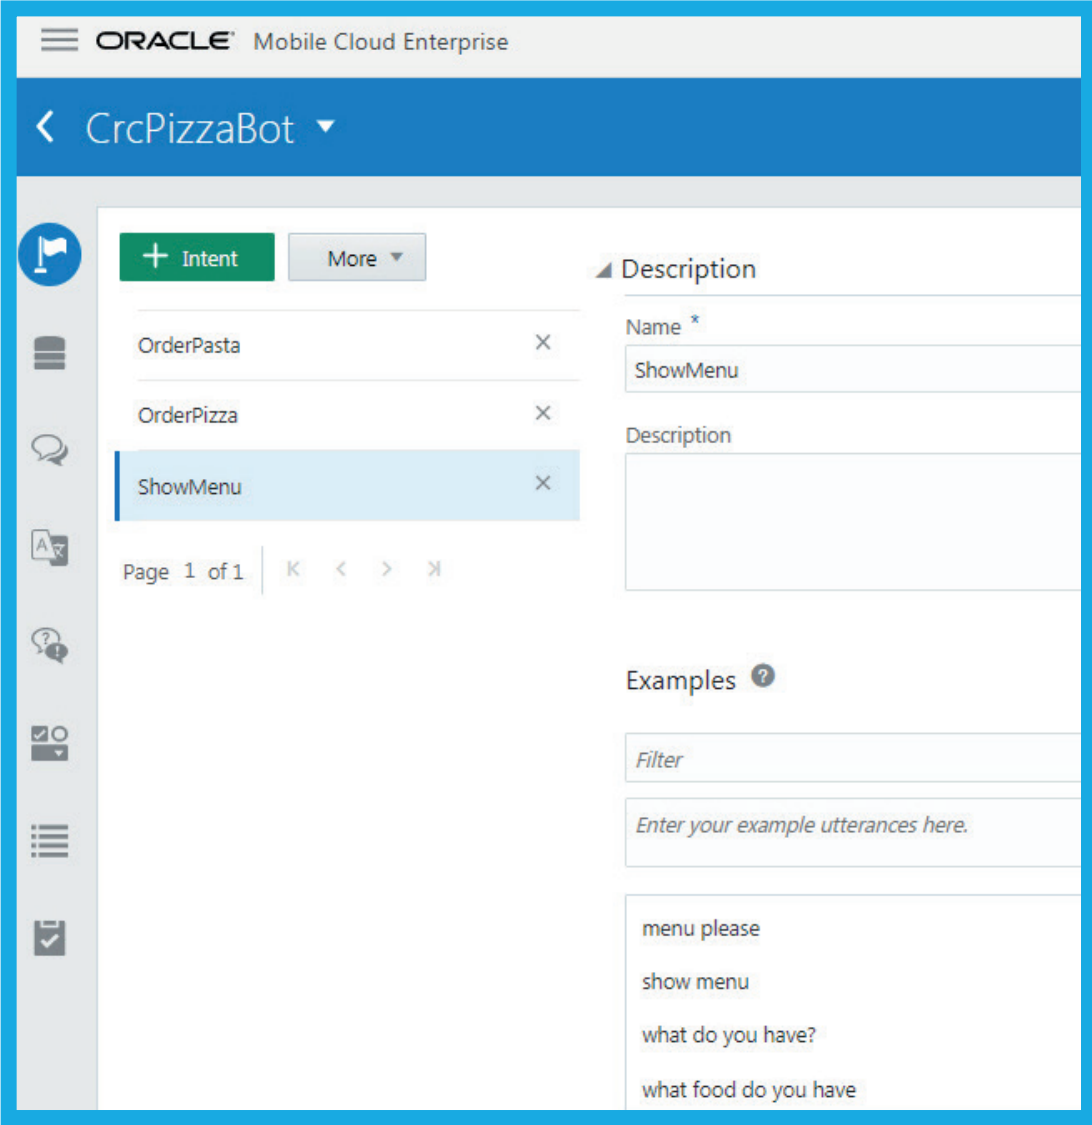 ORACLE Mobile Cloud Enterprise
CrcPizzaBot
+ Intent
More
OrderPasta
OrderPizza
ShowMenu
Page 1 of 1
Description
Name *
ShowMenu
Description
Examples ?
Filter
Enter your example utterances here.
menu please
show menu
what do you have?
what food do you have